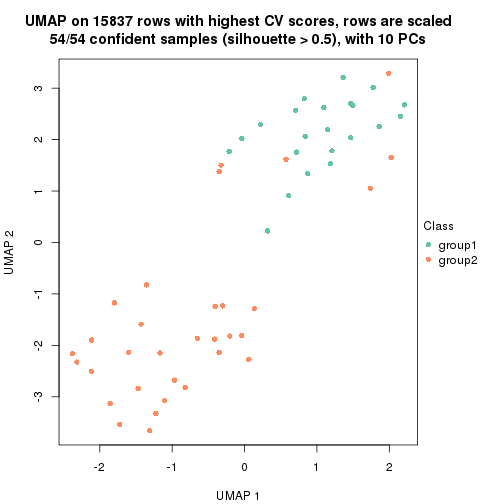 UMAP on 15837 rows with highest CV scores, rows are scaled
54/54 confident samples (silhouette > 0.5), with 10 PCs
3
2
1
0
-1
-2
-3
UMAP 2
-2 -1 0 1 2
UMAP 1
Class
group1
group2